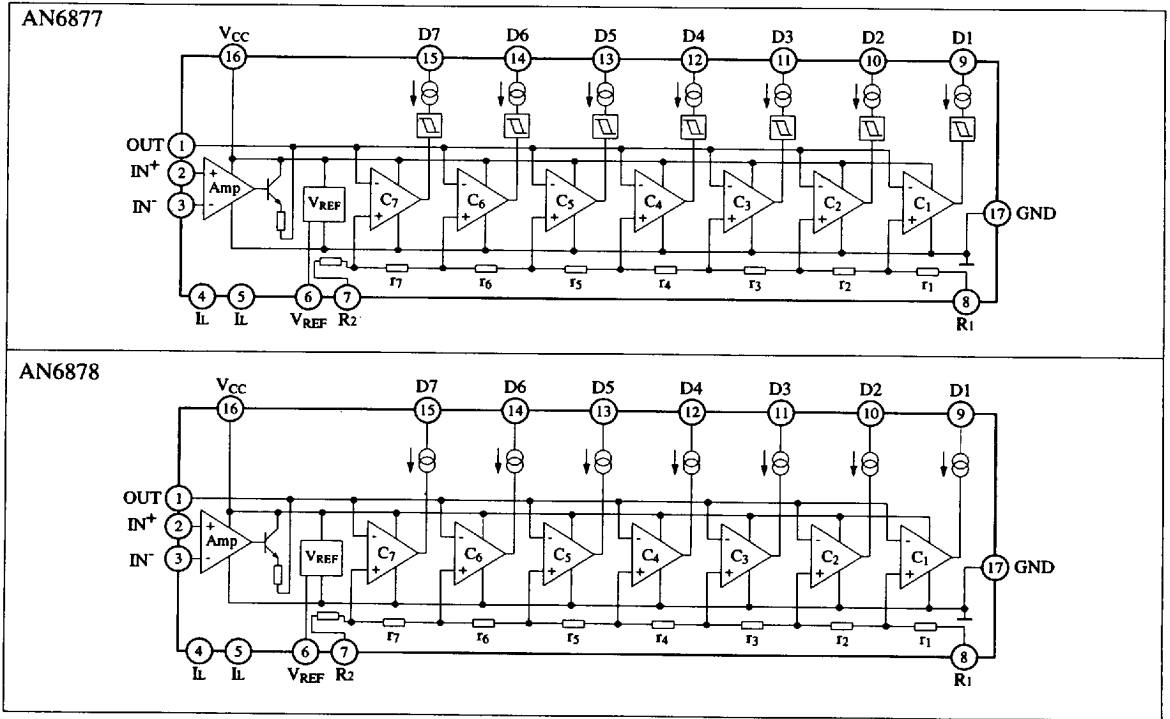 AN6877
VCC D7 D6 D5 D4 D3 D2 D1
16 15 14 13 12 11 10 9
OUT 1
IN+ 2 + Amp
IN- 3 -
VREF
- C7 +
- C6 +
- C5 +
- C4 +
- C3 +
- C2 +
- C1 +
17 GND
r7 r6 r5 r4 r3 r2 r1
4 5 6 7 8
IL IL VREF R2 R1
AN6878
VCC D7 D6 D5 D4 D3 D2 D1
16 15 14 13 12 11 10 9
OUT 1
IN+ 2 + Amp
IN- 3 -
VREF
- C7 +
- C6 +
- C5 +
- C4 +
- C3 +
- C2 +
- C1 +
17 GND
r7 r6 r5 r4 r3 r2 r1
4 5 6 7 8
IL IL VREF R2 R1